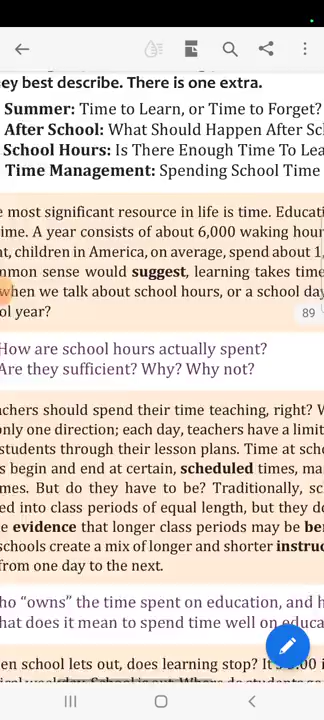 ey best describe. There is one extra.
Summer: Time to Learn, or Time to Forget?
After School: What Should Happen After Sc
School Hours: Is There Enough Time To Lea
Time Management: Spending School Time
most significant resource in life is time. Educati
ime. A year consists of about 6,000 waking hour
nt, children in America, on average, spend about 1,
mmon sense would suggest, learning takes time
when we talk about school hours, or a school day
ol year?
89
How are school hours actually spent?
Are they sufficient? Why? Why not?
achers should spend their time teaching, right? W
only one direction; each day, teachers have a limit
students through their lesson plans. Time at scho
s begin and end at certain, scheduled times, ma
mes. But do they have to be? Traditionally, sc
ed into class periods of equal length, but they do
e evidence that longer class periods may be be
schools create a mix of longer and shorter instruc
from one day to the next.
ho "owns" the time spent on education, and h
hat does it mean to spend time well on educa
en school lets out, does learning stop? It's 3:00